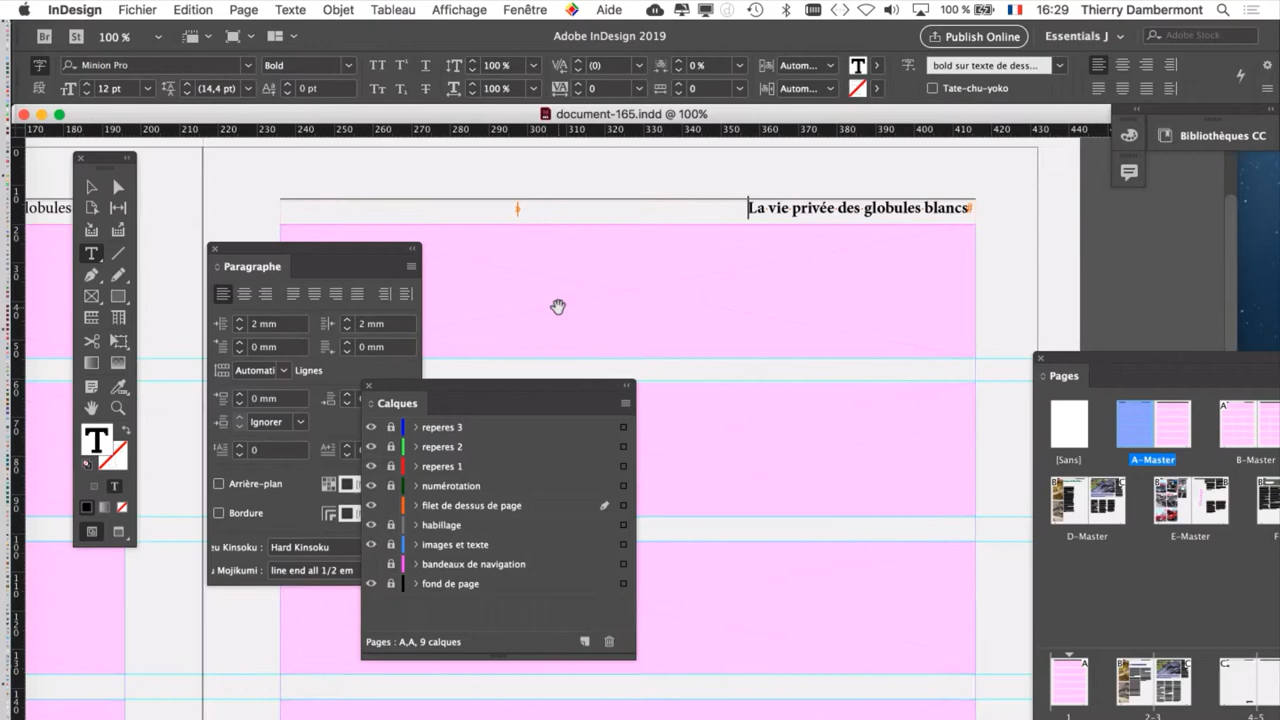 InDesign Fichier Edition Page Texte Objet Tableau Affichage Fenêtre Aide 100 % 16:29 Thierry Dambermont
Br St 100 % Adobe InDesign 2019 Publish Online Essentials J Adobe Stock
字 Minion Pro Bold 100 % (0) 0 % Autom... T 字 bold sur texte de dess...
段 12 pt (14,4 pt) 0 pt 100 % 0 0 Autom... Tate-chu-yoko
document-165.indd @ 100%
170 180 190 200 210 220 230 240 250 260 270 280 290 300 310 320 330 340 350 360 370 380 390 400 410 420 430 440
Bibliothèques CC
lobules
La vie privée des globules blancs
Paragraphe
2 mm 2 mm
0 mm 0 mm
Automati Lignes
0 mm
Ignorer
0
Arrière-plan
Bordure
u Kinsoku : Hard Kinsoku
Mojikumi : line end all 1/2 em
Calques
reperes 3
reperes 2
reperes 1
numérotation
filet de dessus de page
habillage
images et texte
bandeaux de navigation
fond de page
Pages : A,A, 9 calques
Pages
[Sans] A-Master B-Master
D-Master E-Master F
1 2-3 4-5